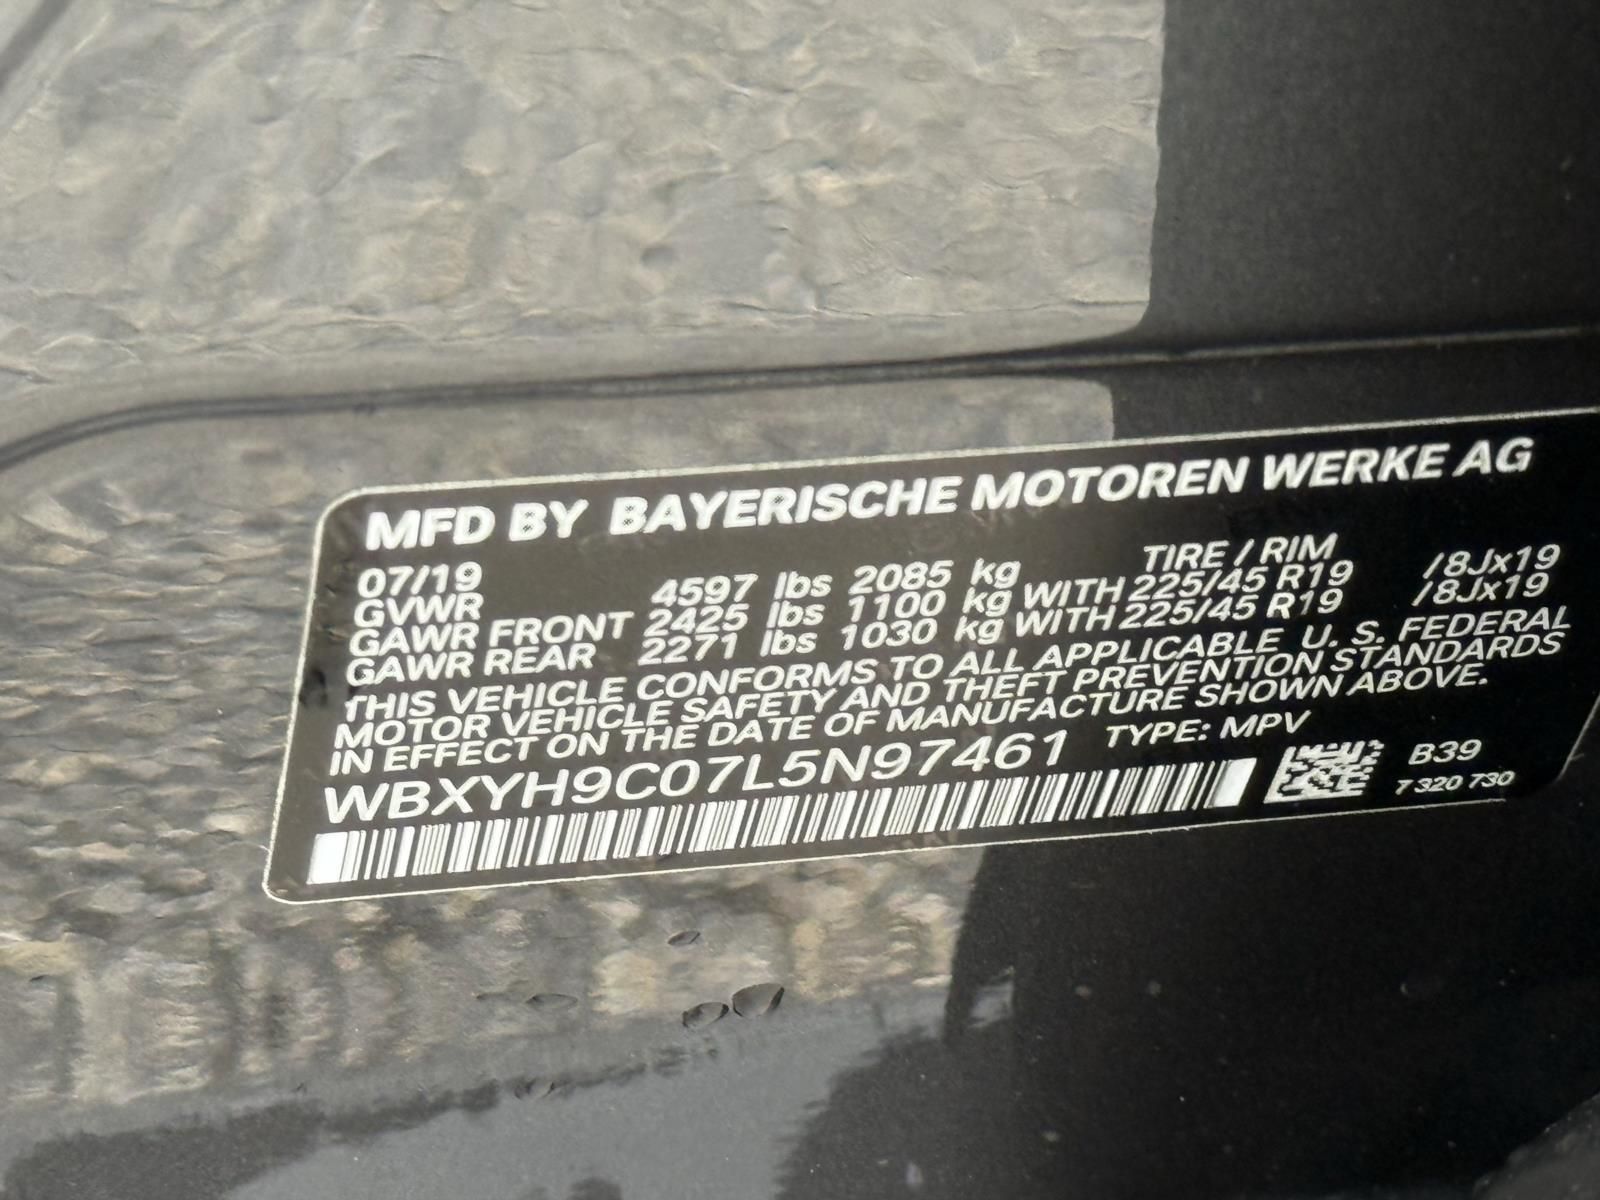 MFD BY BAYERISCHE MOTOREN WERKE AG
07/19 TIRE / RIM
GVWR 4597 lbs 2085 kg
GAWR FRONT 2425 lbs 1100 kg WITH 225/45 R19 /8Jx19
GAWR REAR 2271 lbs 1030 kg WITH 225/45 R19 /8Jx19
THIS VEHICLE CONFORMS TO ALL APPLICABLE U. S. FEDERAL
MOTOR VEHICLE SAFETY AND THEFT PREVENTION STANDARDS
IN EFFECT ON THE DATE OF MANUFACTURE SHOWN ABOVE.
WBXYH9C07L5N97461 TYPE: MPV
B39
7 320 730